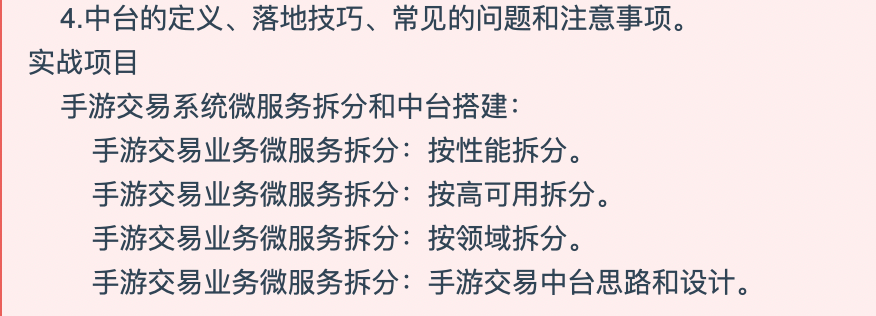 4.中台的定义、落地技巧、常见的问题和注意事项。
实战项目
手游交易系统微服务拆分和中台搭建：
手游交易业务微服务拆分：按性能拆分。
手游交易业务微服务拆分：按高可用拆分。
手游交易业务微服务拆分：按领域拆分。
手游交易业务微服务拆分：手游交易中台思路和设计。